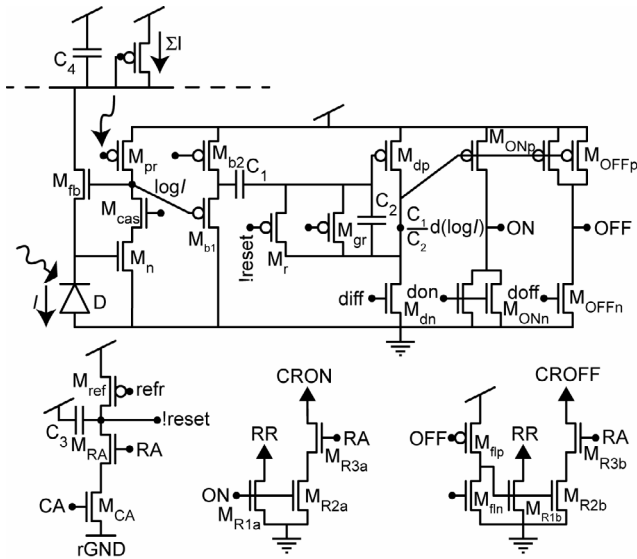 C4
ΣI
Mpr
Mb2
C1
Mdp
MONp
MOFFp
Mfb
logI
C2
Mcas
Mb1
!reset
Mr
Mgr
C1/C2 d(logI)
ON
OFF
Mn
I
D
diff
Mdn
don
MONn
doff
MOFFn
Mref
refr
C3
!reset
MRA
RA
CA
MCA
rGND
CRON
RR
RA
MR3a
ON
MR1a
MR2a
CROFF
OFF
Mflp
RR
RA
MR3b
Mfln
MR1b
MR2b